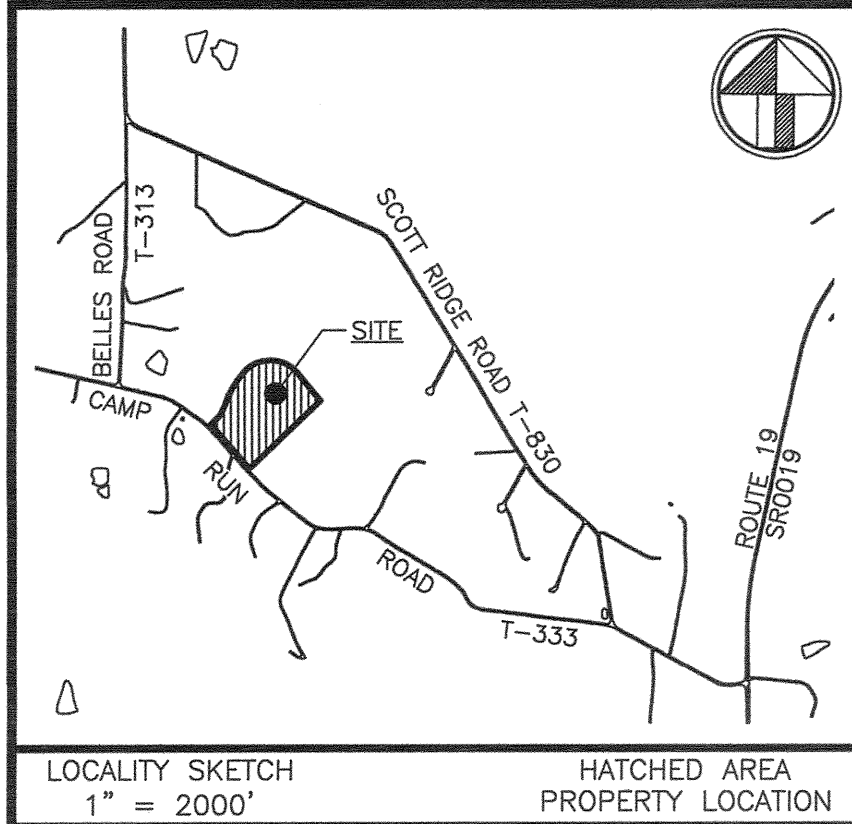 BELLES ROAD
T-313
SCOTT RIDGE ROAD T-830
SITE
CAMP
RUN
ROAD
T-333
ROUTE 19
SR0019
LOCALITY SKETCH
1" = 2000'
HATCHED AREA
PROPERTY LOCATION